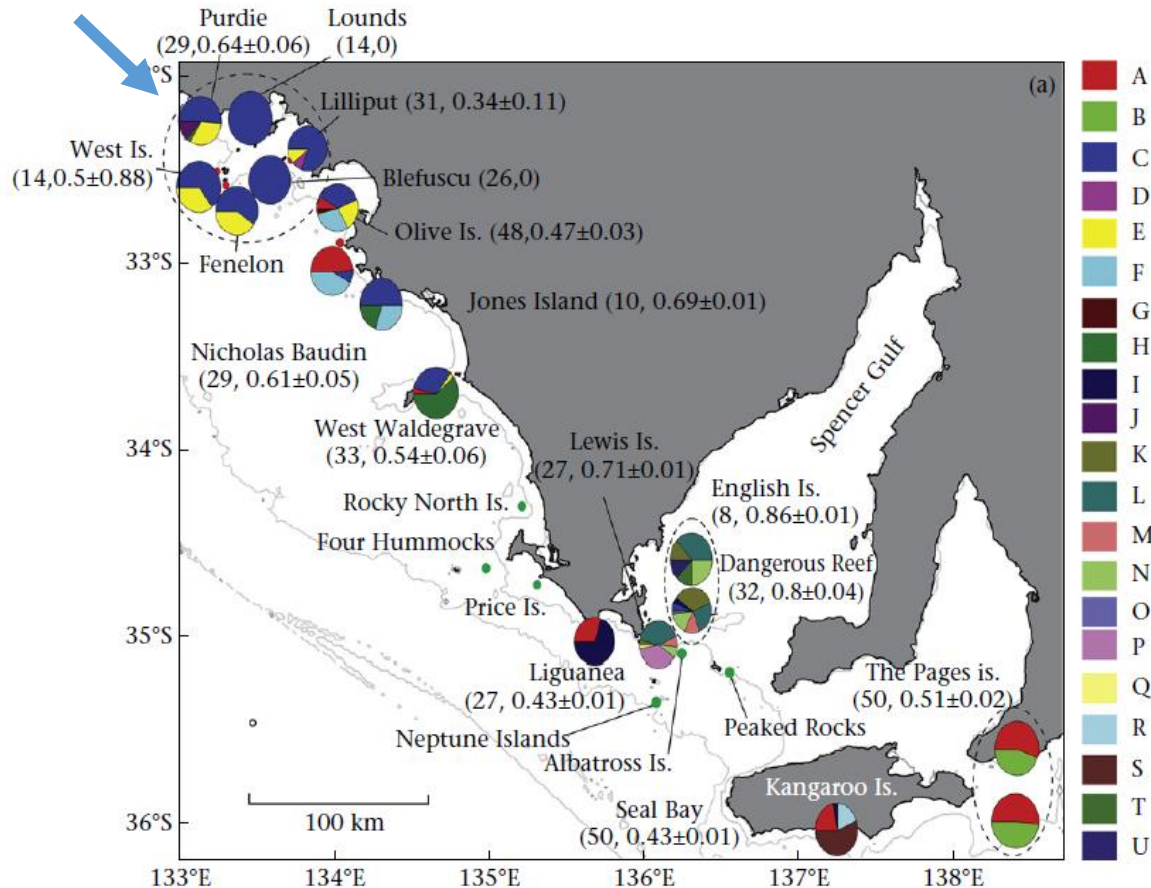 Purdie
(29,0.64±0.06)
Lounds
(14,0)
(a)
Lilliput (31, 0.34±0.11)
West Is.
(14,0.5±0.88)
Blefuscu (26,0)
Olive Is. (48,0.47±0.03)
Fenelon
Jones Island (10, 0.69±0.01)
Nicholas Baudin
(29, 0.61±0.05)
West Waldegrave
(33, 0.54±0.06)
Lewis Is.
(27, 0.71±0.01)
Spencer Gulf
English Is.
(8, 0.86±0.01)
Rocky North Is.
Four Hummocks
Dangerous Reef
(32, 0.8±0.04)
Price Is.
Liguanea
(27, 0.43±0.01)
The Pages is.
(50, 0.51±0.02)
Neptune Islands
Peaked Rocks
Albatross Is.
Kangaroo Is.
Seal Bay
(50, 0.43±0.01)
100 km
°S
33°S
34°S
35°S
36°S
133°E
134°E
135°E
136°E
137°E
138°E
A
B
C
D
E
F
G
H
I
J
K
L
M
N
O
P
Q
R
S
T
U